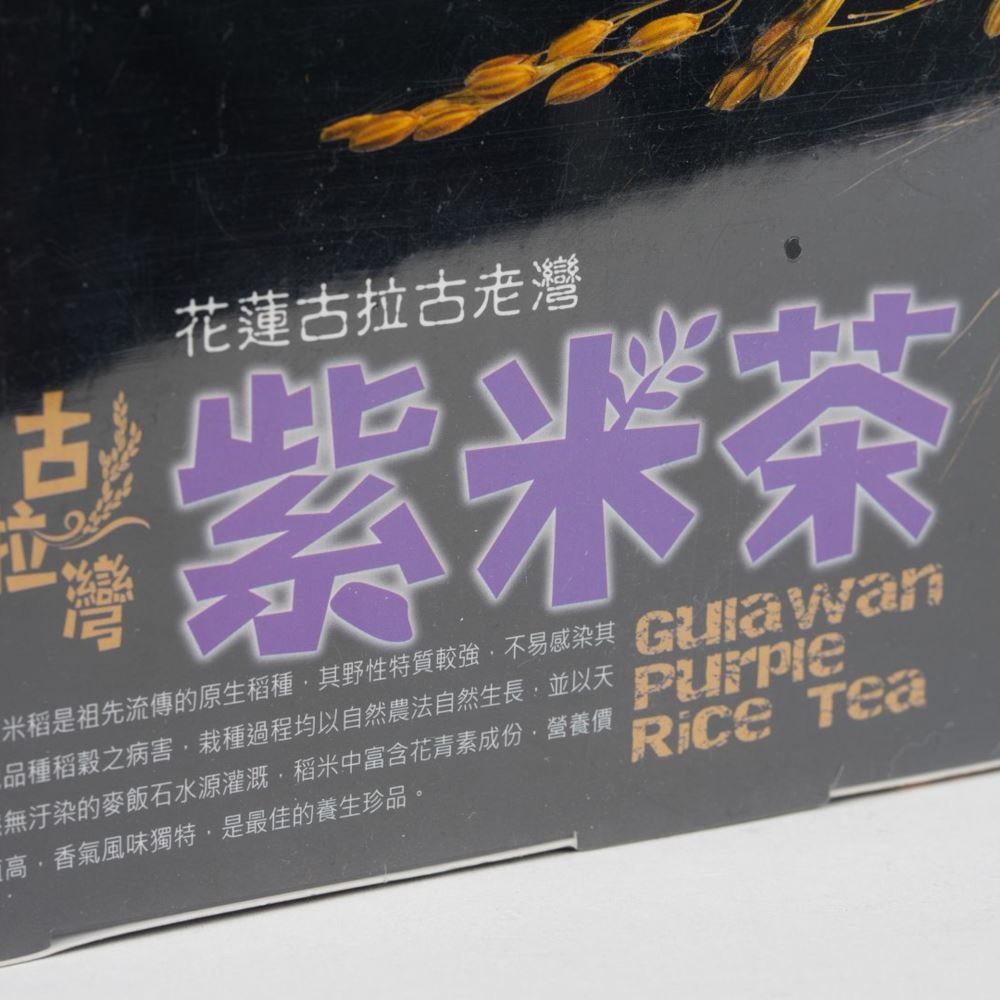 花蓮古拉古老灣
紫米茶
古
拉
灣
Gulawan
Purple
Rice Tea
米稻是祖先流傳的原生稻種，其野性特質較強，不易感染其
品種稻穀之病害，栽種過程均以自然農法自然生長，並以天
無汙染的麥飯石水源灌溉，稻米中富含花青素成份，營養價
高，香氣風味獨特，是最佳的養生珍品。